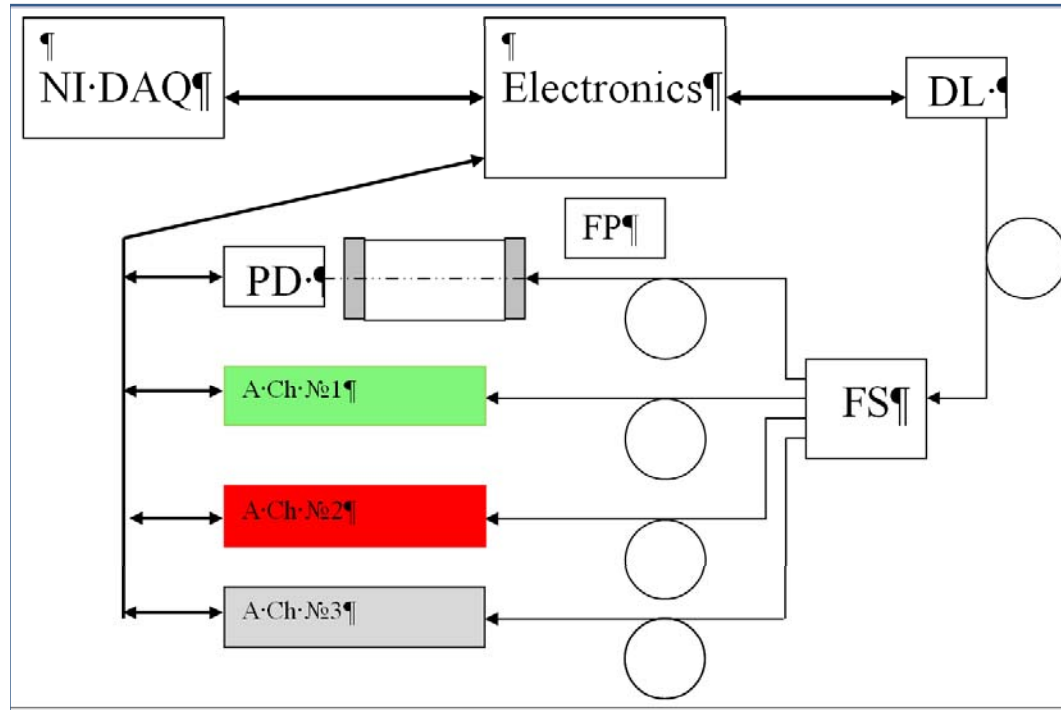 ¶
NI·DAQ¶
¶
Electronics¶
DL·¶
FP¶
PD·¶
A·Ch·№1¶
FS¶
A·Ch·№2¶
A·Ch·№3¶